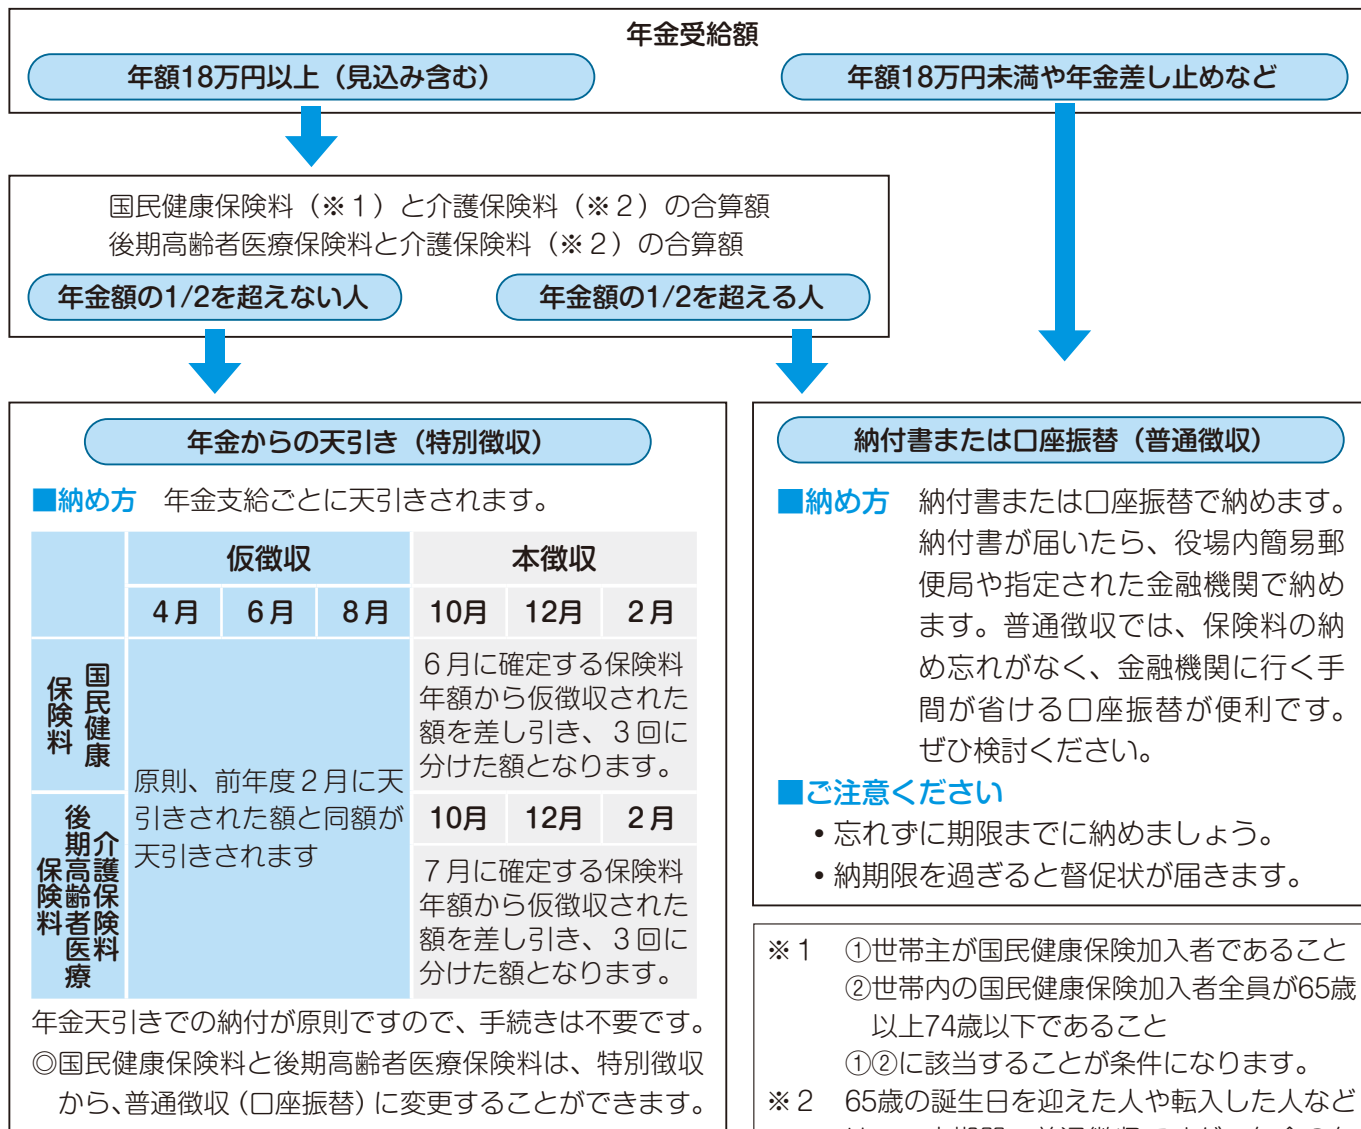 年金受給額
年額18万円以上（見込み含む）
年額18万円未満や年金差し止めなど
国民健康保険料（※１）と介護保険料（※２）の合算額
後期高齢者医療保険料と介護保険料（※２）の合算額
年金額の1/2を超えない人
年金額の1/2を超える人
年金からの天引き（特別徴収）
■納め方　年金支給ごとに天引きされます。
仮徴収
本徴収
４月　６月　８月　10月　12月　２月
国民健康
保険料
原則、前年度２月に天
引きされた額と同額が
天引きされます
６月に確定する保険料
年額から仮徴収された
額を差し引き、３回に
分けた額となります。
介護保険料
後期高齢者医療
保険料
10月　12月　２月
７月に確定する保険料
年額から仮徴収された
額を差し引き、３回に
分けた額となります。
年金天引きでの納付が原則ですので、手続きは不要です。
◎国民健康保険料と後期高齢者医療保険料は、特別徴収
から、普通徴収（口座振替）に変更することができます。
納付書または口座振替（普通徴収）
■納め方　納付書または口座振替で納めます。
納付書が届いたら、役場内簡易郵
便局や指定された金融機関で納め
ます。普通徴収では、保険料の納
め忘れがなく、金融機関に行く手
間が省ける口座振替が便利です。
ぜひ検討ください。
■ご注意ください
・忘れずに期限までに納めましょう。
・納期限を過ぎると督促状が届きます。
※１　①世帯主が国民健康保険加入者であること
②世帯内の国民健康保険加入者全員が65歳
以上74歳以下であること
①②に該当することが条件になります。
※２　65歳の誕生日を迎えた人や転入した人など